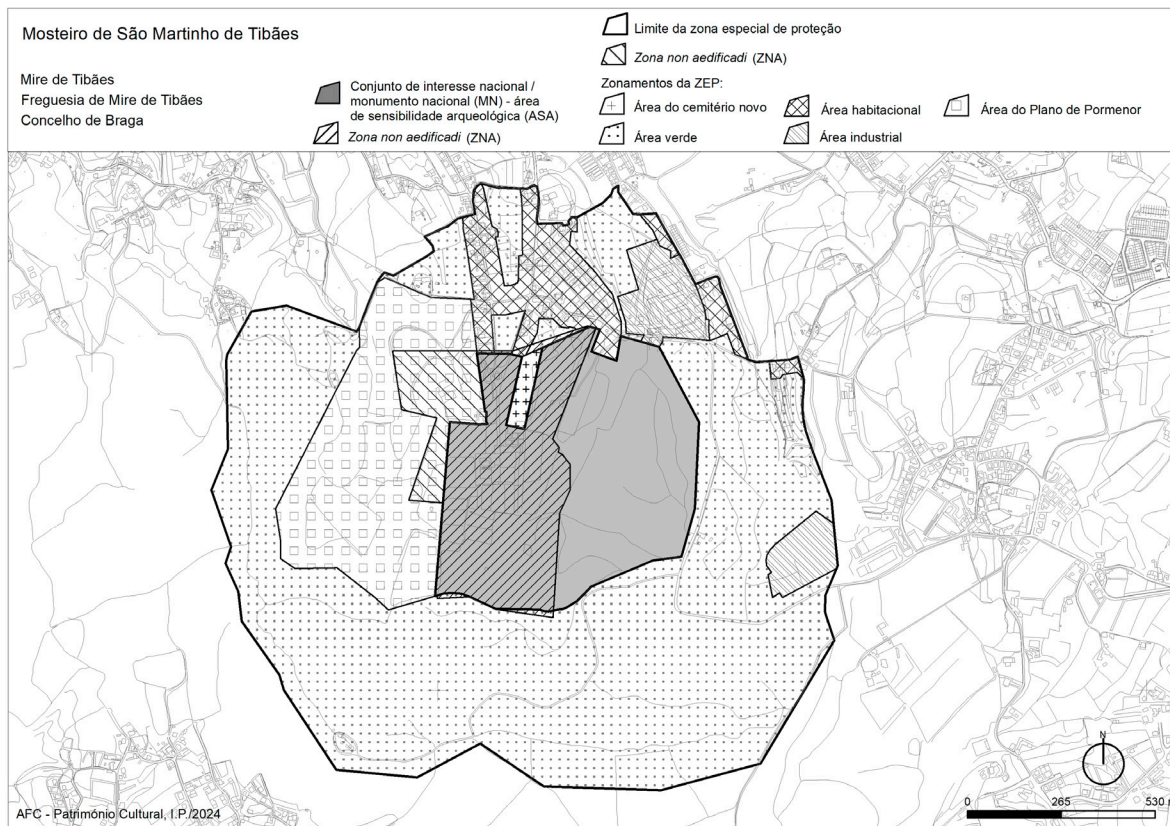 Mosteiro de São Martinho de Tibães
Mire de Tibães
Freguesia de Mire de Tibães
Concelho de Braga
Conjunto de interesse nacional /
monumento nacional (MN) - área
de sensibilidade arqueológica (ASA)
Zona non aedificadi (ZNA)
Limite da zona especial de proteção
Zona non aedificadi (ZNA)
Zonamentos da ZEP:
Área do cemitério novo
Área habitacional
Área do Plano de Pormenor
Área verde
Área industrial
N
0 265 530 m
AFC - Património Cultural, I.P./2024